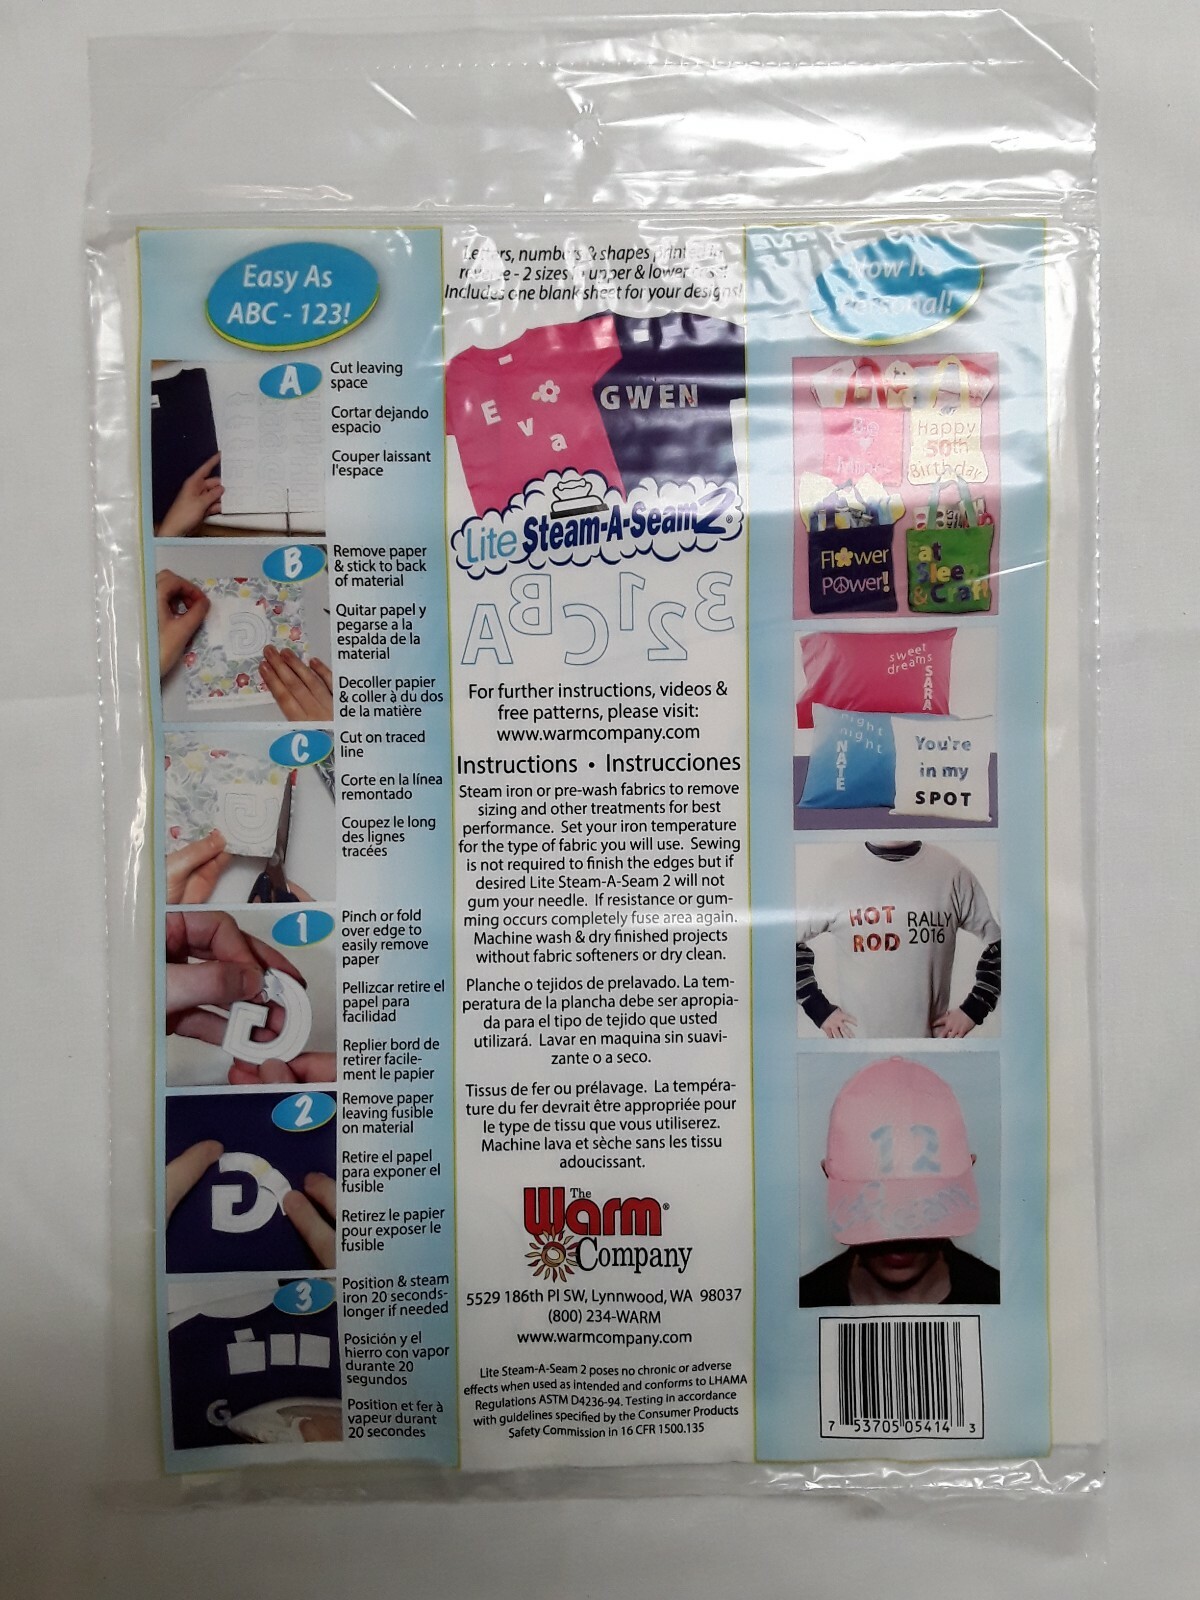 Easy As
ABC - 123!
A
Cut leaving
space
Cortar dejando
espacio
Couper laissant
l'espace
B
Remove paper
& stick to back
of material
Quitar papel y
pegarse a la
espalda de la
material
Decoller papier
& coller à du dos
de la matière
C
Cut on traced
line
Corte en la línea
remontado
Coupez le long
des lignes
tracées
1
Pinch or fold
over edge to
easily remove
paper
Pellizcar retire el
papel para
facilidad
Replier bord de
retirer facile-
ment le papier
2
Remove paper
leaving fusible
on material
Retire el papel
para exponer el
fusible
Retirez le papier
pour exposer le
fusible
3
Position & steam
iron 20 seconds-
longer if needed
Posición y el
hierro con vapor
durante 20
segundos
Position et fer à
vapeur durant
20 secondes
G
Letters, numbers & shapes printed in
reverse - 2 sizes in upper & lower case!
Includes one blank sheet for your designs!
Eva
GWEN
Lite Steam-A-Seam 2®
ABC123
For further instructions, videos &
free patterns, please visit:
www.warmcompany.com
Instructions • Instrucciones
Steam iron or pre-wash fabrics to remove
sizing and other treatments for best
performance. Set your iron temperature
for the type of fabric you will use. Sewing
is not required to finish the edges but if
desired Lite Steam-A-Seam 2 will not
gum your needle. If resistance or gum-
ming occurs completely fuse area again.
Machine wash & dry finished projects
without fabric softeners or dry clean.
Planche o tejidos de prelavado. La tem-
peratura de la plancha debe ser apropia-
da para el tipo de tejido que usted
utilizará. Lavar en maquina sin suavi-
zante o a seco.
Tissus de fer ou prélavage. La tempéra-
ture du fer devrait être appropriée pour
le type de tissu que vous utiliserez.
Machine lava et sèche sans les tissu
adoucissant.
The
Warm®
Company
5529 186th Pl SW, Lynnwood, WA 98037
(800) 234-WARM
www.warmcompany.com
Lite Steam-A-Seam 2 poses no chronic or adverse
effects when used as intended and conforms to LHAMA
Regulations ASTM D4236-94. Testing in accordance
with guidelines specified by the Consumer Products
Safety Commission in 16 CFR 1500.135
Now It's
Personal!
Happy
50th
Birthday
Flower
Power!
at
Sleep
& Craft
sweet
dreams
SARA
night
night
NATE
You're
in my
SPOT
HOT
ROD
RALLY
2016
12
7 53705 05414 3